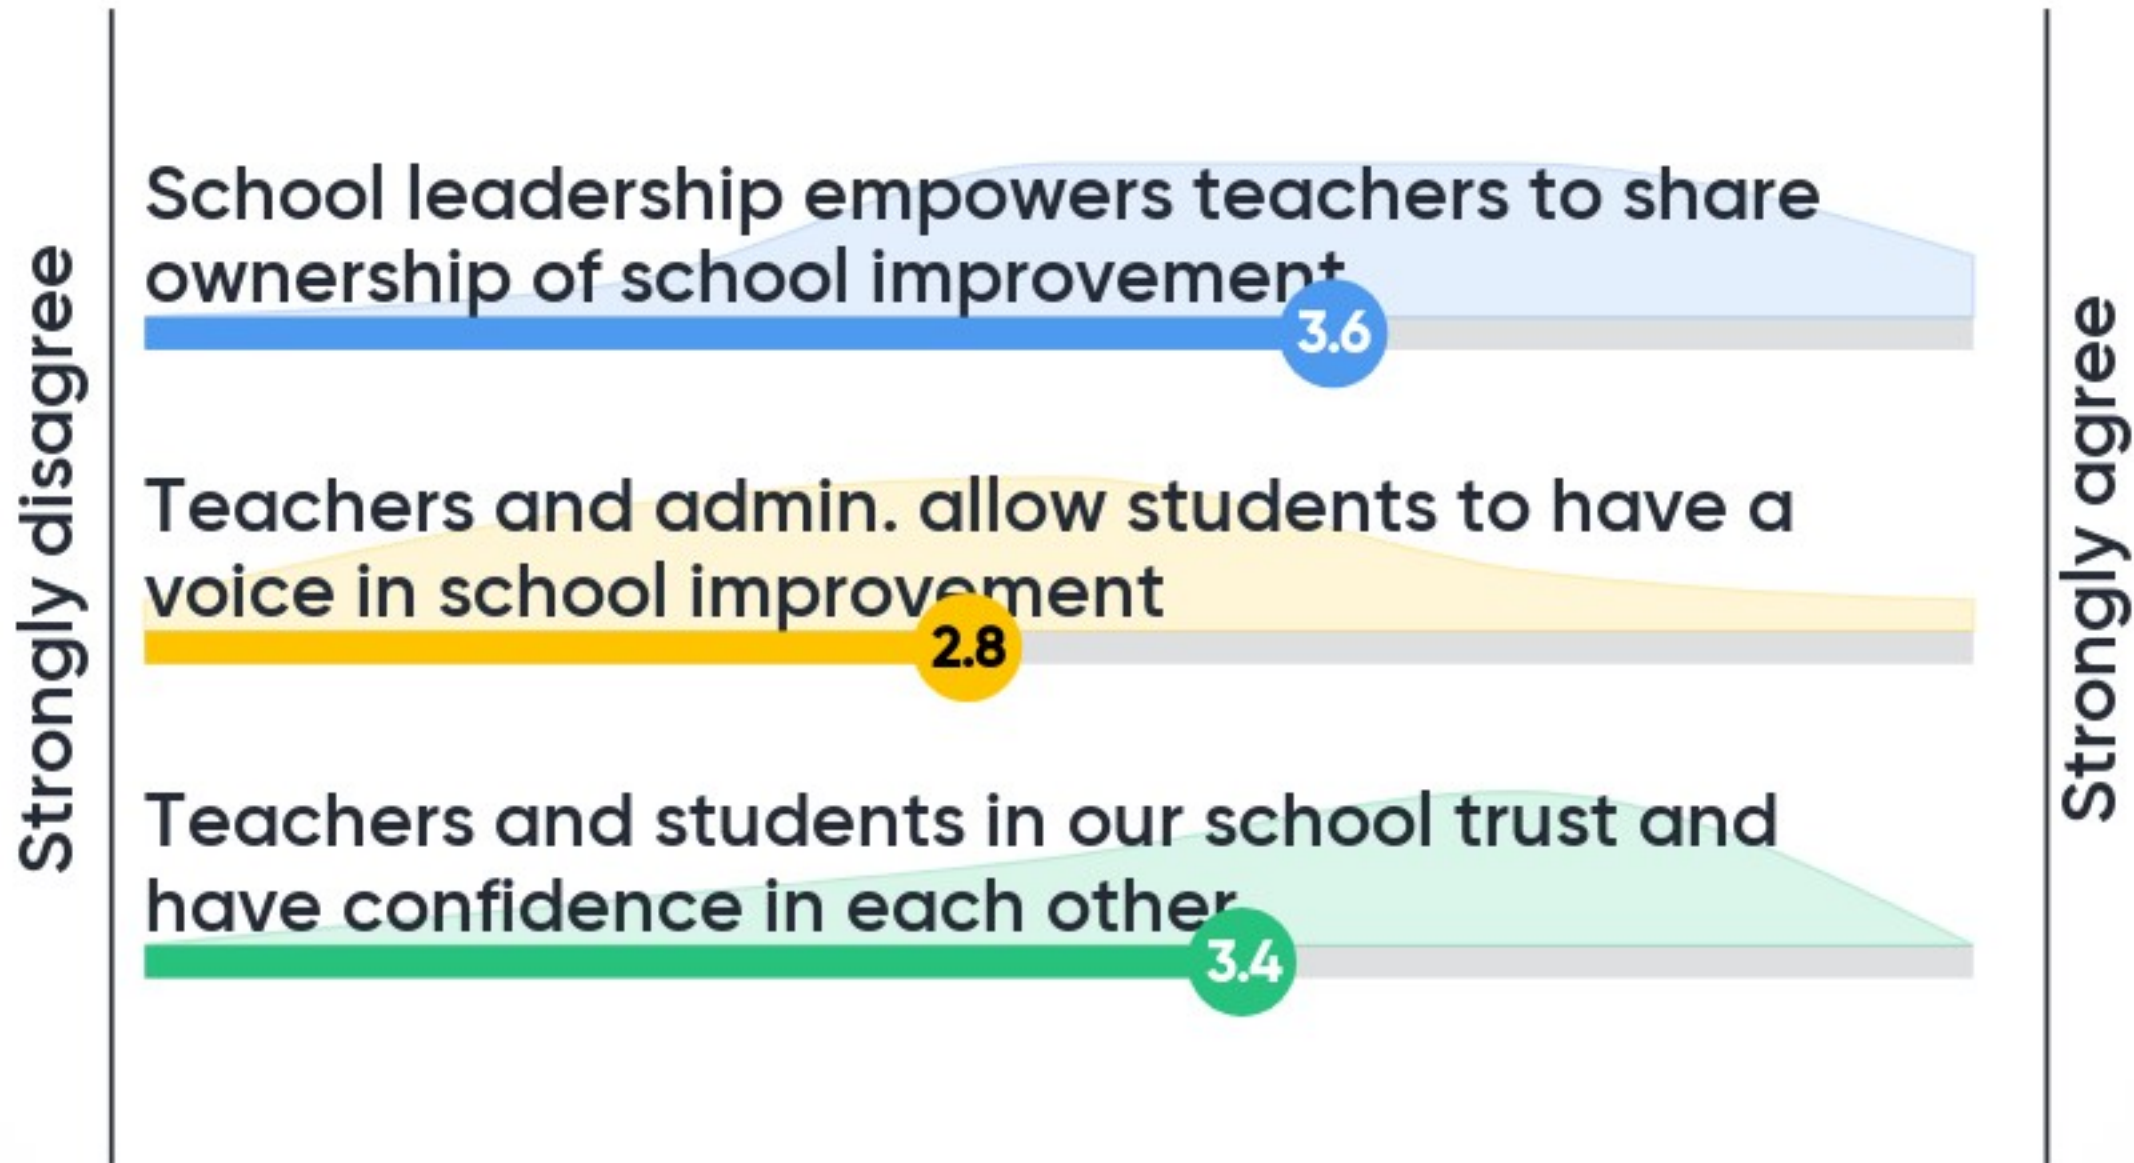 Strongly disagree
School leadership empowers teachers to share
ownership of school improvement
3.6
Teachers and admin. allow students to have a
voice in school improvement
2.8
Teachers and students in our school trust and
have confidence in each other
3.4
Strongly agree